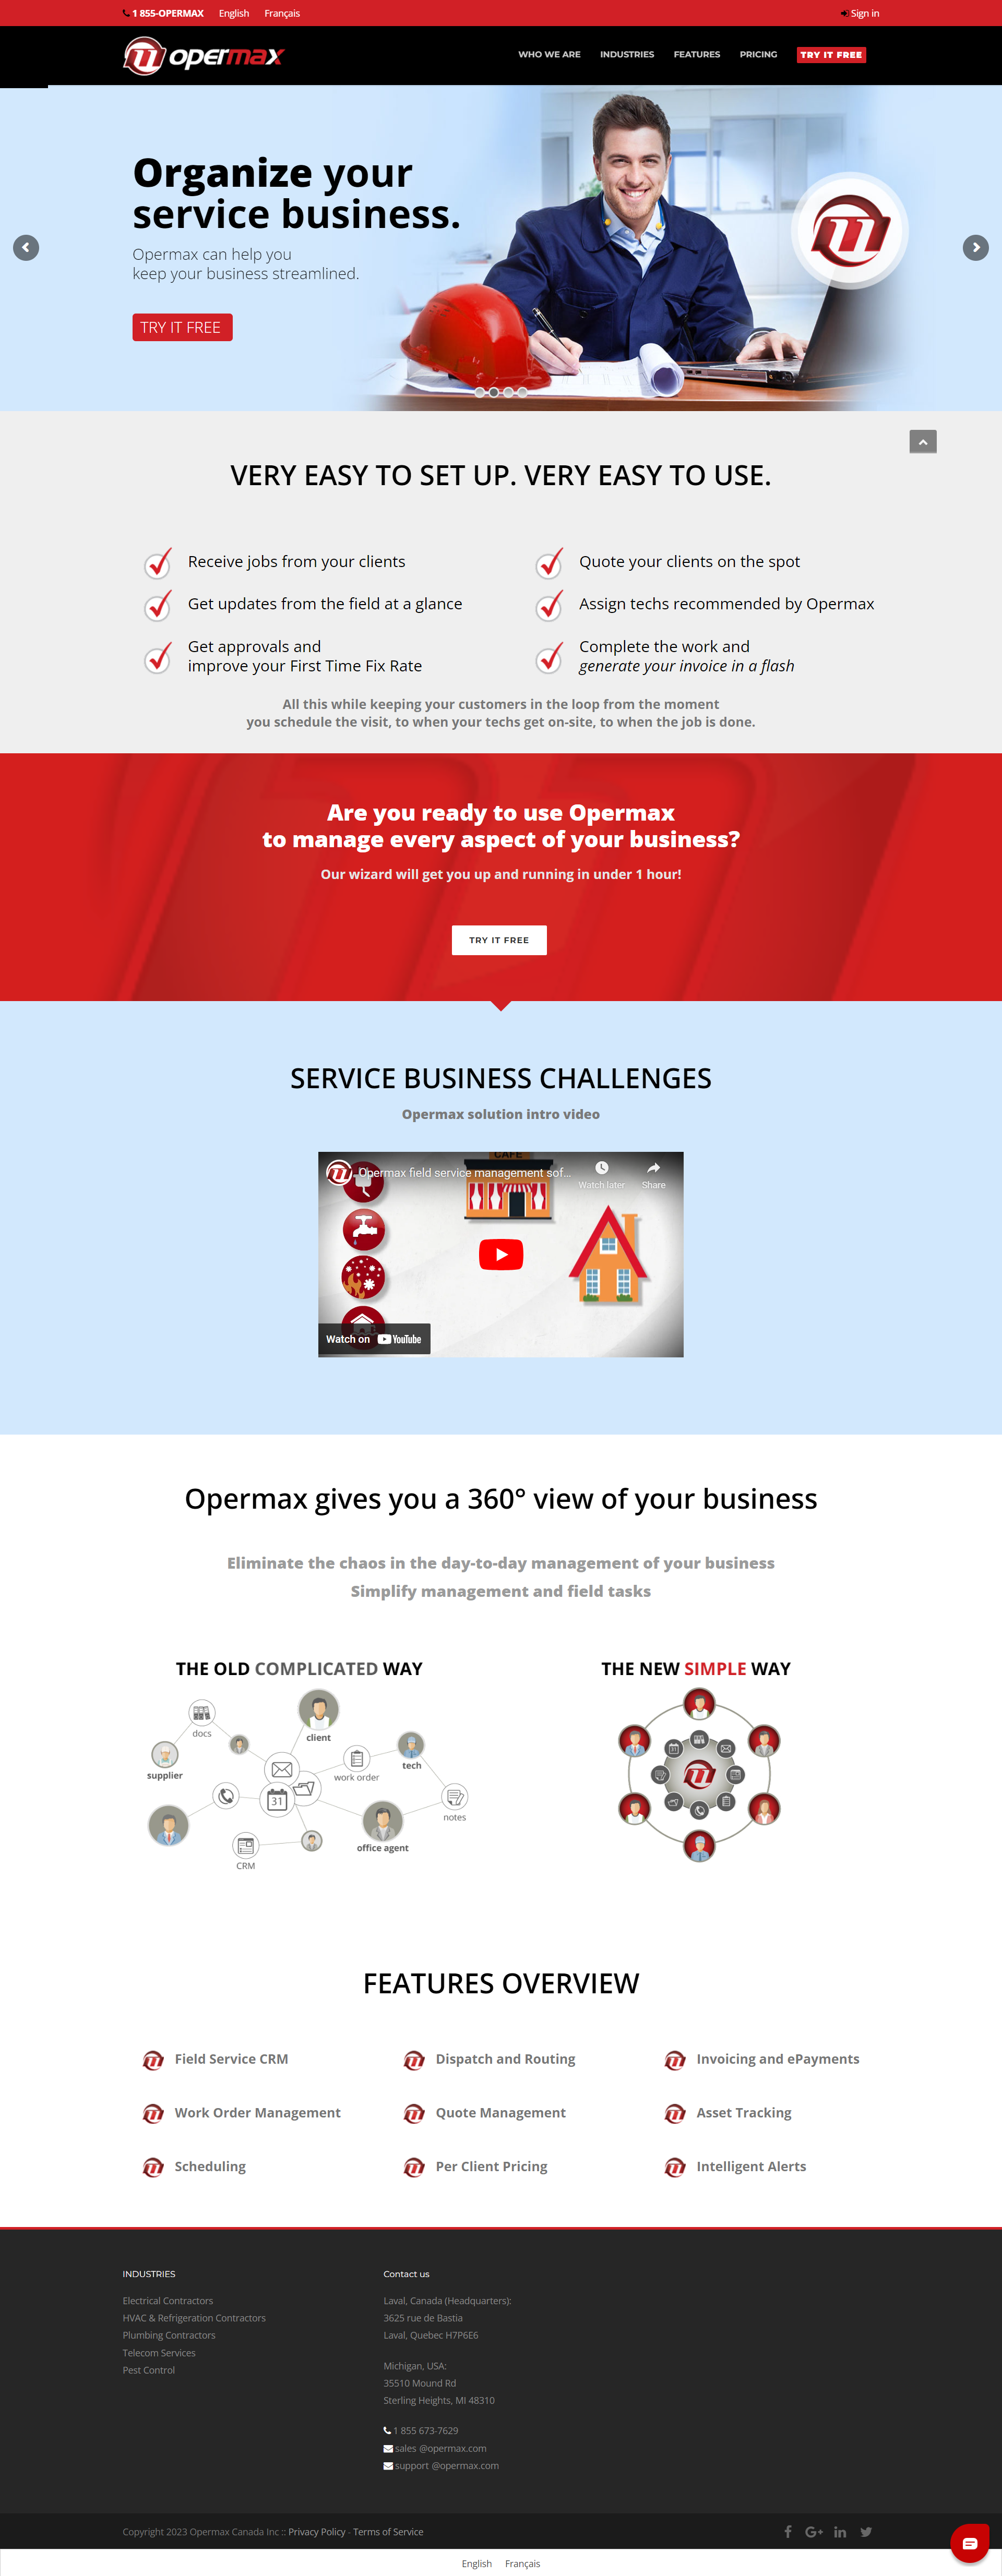 1 855-OPERMAX English Français Sign in
opermax
WHO WE ARE INDUSTRIES FEATURES PRICING TRY IT FREE
Organize your
service business.
Opermax can help you
keep your business streamlined.
TRY IT FREE
VERY EASY TO SET UP. VERY EASY TO USE.
Receive jobs from your clients
Quote your clients on the spot
Get updates from the field at a glance
Assign techs recommended by Opermax
Get approvals and
improve your First Time Fix Rate
Complete the work and
generate your invoice in a flash
All this while keeping your customers in the loop from the moment
you schedule the visit, to when your techs get on-site, to when the job is done.
Are you ready to use Opermax
to manage every aspect of your business?
Our wizard will get you up and running in under 1 hour!
TRY IT FREE
SERVICE BUSINESS CHALLENGES
Opermax solution intro video
CAFE
Opermax field service management sof...
Watch later Share
Watch on YouTube
Opermax gives you a 360° view of your business
Eliminate the chaos in the day-to-day management of your business
Simplify management and field tasks
THE OLD COMPLICATED WAY
docs
client
supplier
tech
work order
31
notes
office agent
CRM
THE NEW SIMPLE WAY
FEATURES OVERVIEW
Field Service CRM
Dispatch and Routing
Invoicing and ePayments
Work Order Management
Quote Management
Asset Tracking
Scheduling
Per Client Pricing
Intelligent Alerts
INDUSTRIES
Electrical Contractors
HVAC & Refrigeration Contractors
Plumbing Contractors
Telecom Services
Pest Control
Contact us
Laval, Canada (Headquarters):
3625 rue de Bastia
Laval, Quebec H7P6E6
Michigan, USA:
35510 Mound Rd
Sterling Heights, MI 48310
1 855 673-7629
sales @opermax.com
support @opermax.com
Copyright 2023 Opermax Canada Inc :: Privacy Policy - Terms of Service
English Français